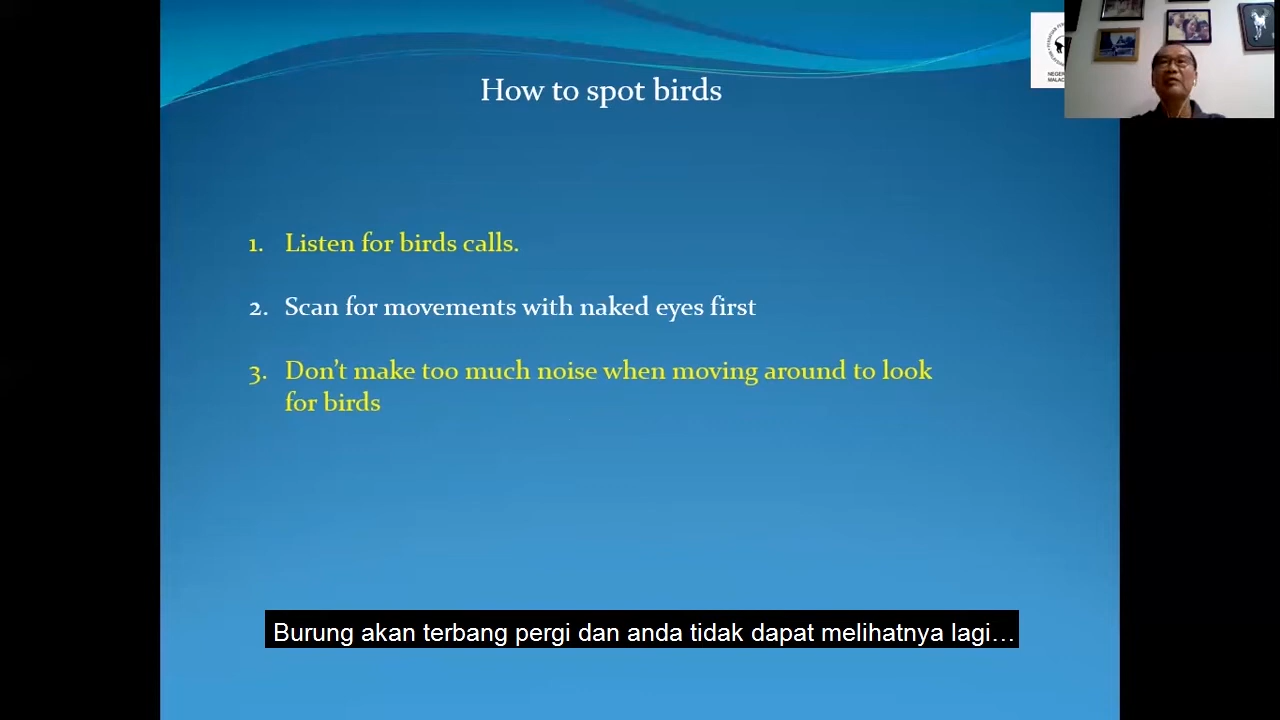 How to spot birds
NEGER
MALAC
1. Listen for birds calls.
2. Scan for movements with naked eyes first
3. Don't make too much noise when moving around to look
for birds
Burung akan terbang pergi dan anda tidak dapat melihatnya lagi…